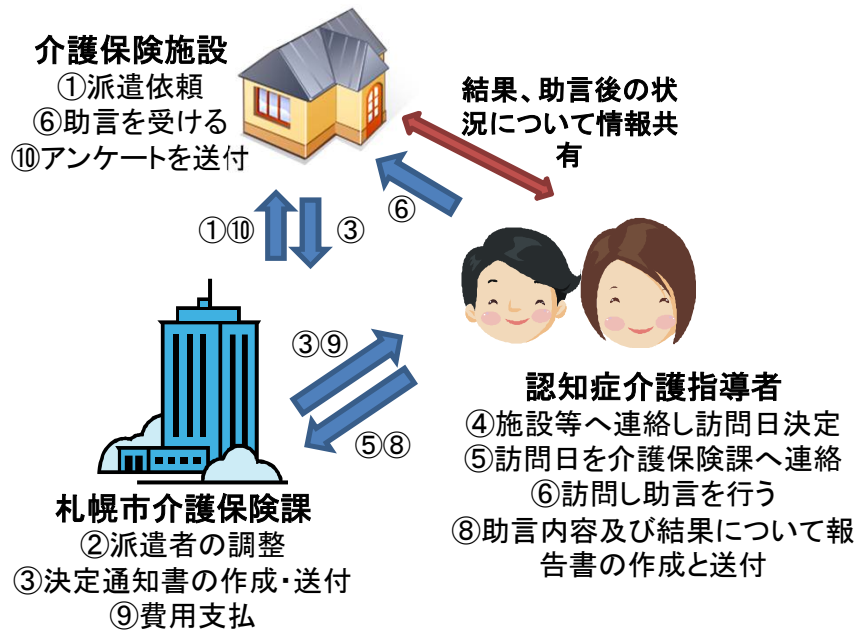 介護保険施設
①派遣依頼
⑥助言を受ける
⑩アンケートを送付
結果、助言後の状
況について情報共
有
⑥
①⑩
③
③⑨
⑤⑧
認知症介護指導者
④施設等へ連絡し訪問日決定
⑤訪問日を介護保険課へ連絡
⑥訪問し助言を行う
⑧助言内容及び結果について報
告書の作成と送付
札幌市介護保険課
②派遣者の調整
③決定通知書の作成・送付
⑨費用支払